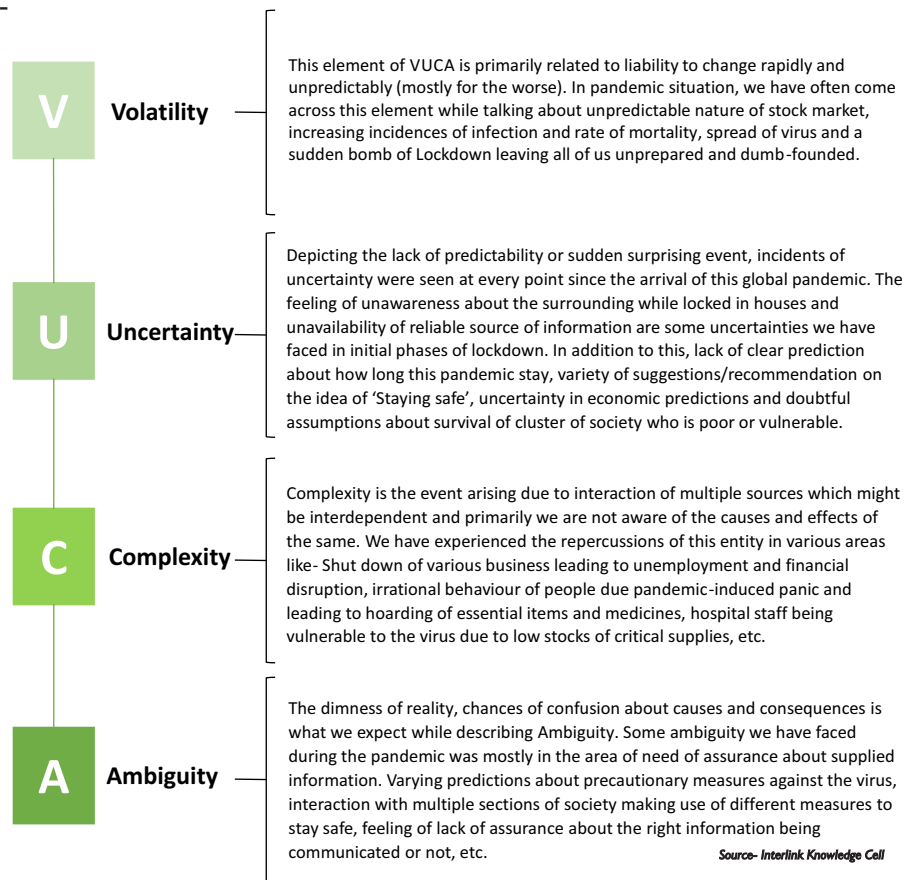 V
Volatility
This element of VUCA is primarily related to liability to change rapidly and
unpredictably (mostly for the worse). In pandemic situation, we have often come
across this element while talking about unpredictable nature of stock market,
increasing incidences of infection and rate of mortality, spread of virus and a
sudden bomb of Lockdown leaving all of us unprepared and dumb-founded.
U
Uncertainty
Depicting the lack of predictability or sudden surprising event, incidents of
uncertainty were seen at every point since the arrival of this global pandemic. The
feeling of unawareness about the surrounding while locked in houses and
unavailability of reliable source of information are some uncertainties we have
faced in initial phases of lockdown. In addition to this, lack of clear prediction
about how long this pandemic stay, variety of suggestions/recommendation on
the idea of ‘Staying safe’, uncertainty in economic predictions and doubtful
assumptions about survival of cluster of society who is poor or vulnerable.
C
Complexity
Complexity is the event arising due to interaction of multiple sources which might
be interdependent and primarily we are not aware of the causes and effects of
the same. We have experienced the repercussions of this entity in various areas
like- Shut down of various business leading to unemployment and financial
disruption, irrational behaviour of people due pandemic-induced panic and
leading to hoarding of essential items and medicines, hospital staff being
vulnerable to the virus due to low stocks of critical supplies, etc.
A
Ambiguity
The dimness of reality, chances of confusion about causes and consequences is
what we expect while describing Ambiguity. Some ambiguity we have faced
during the pandemic was mostly in the area of need of assurance about supplied
information. Varying predictions about precautionary measures against the virus,
interaction with multiple sections of society making use of different measures to
stay safe, feeling of lack of assurance about the right information being
communicated or not, etc.
Source- Interlink Knowledge Cell